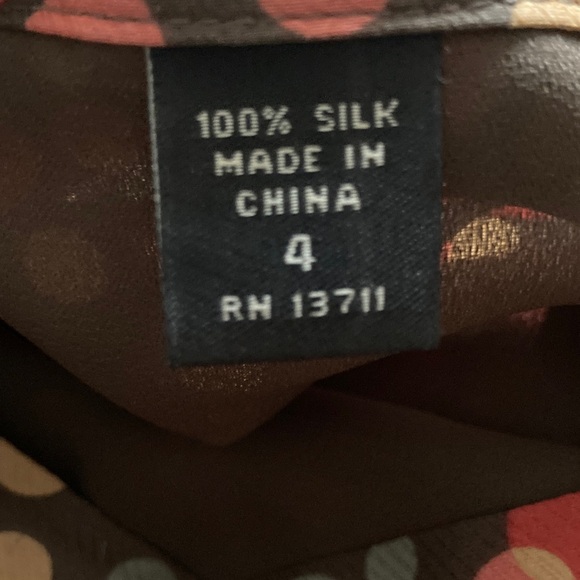 100% SILK
MADE IN
CHINA
4
RN 13711